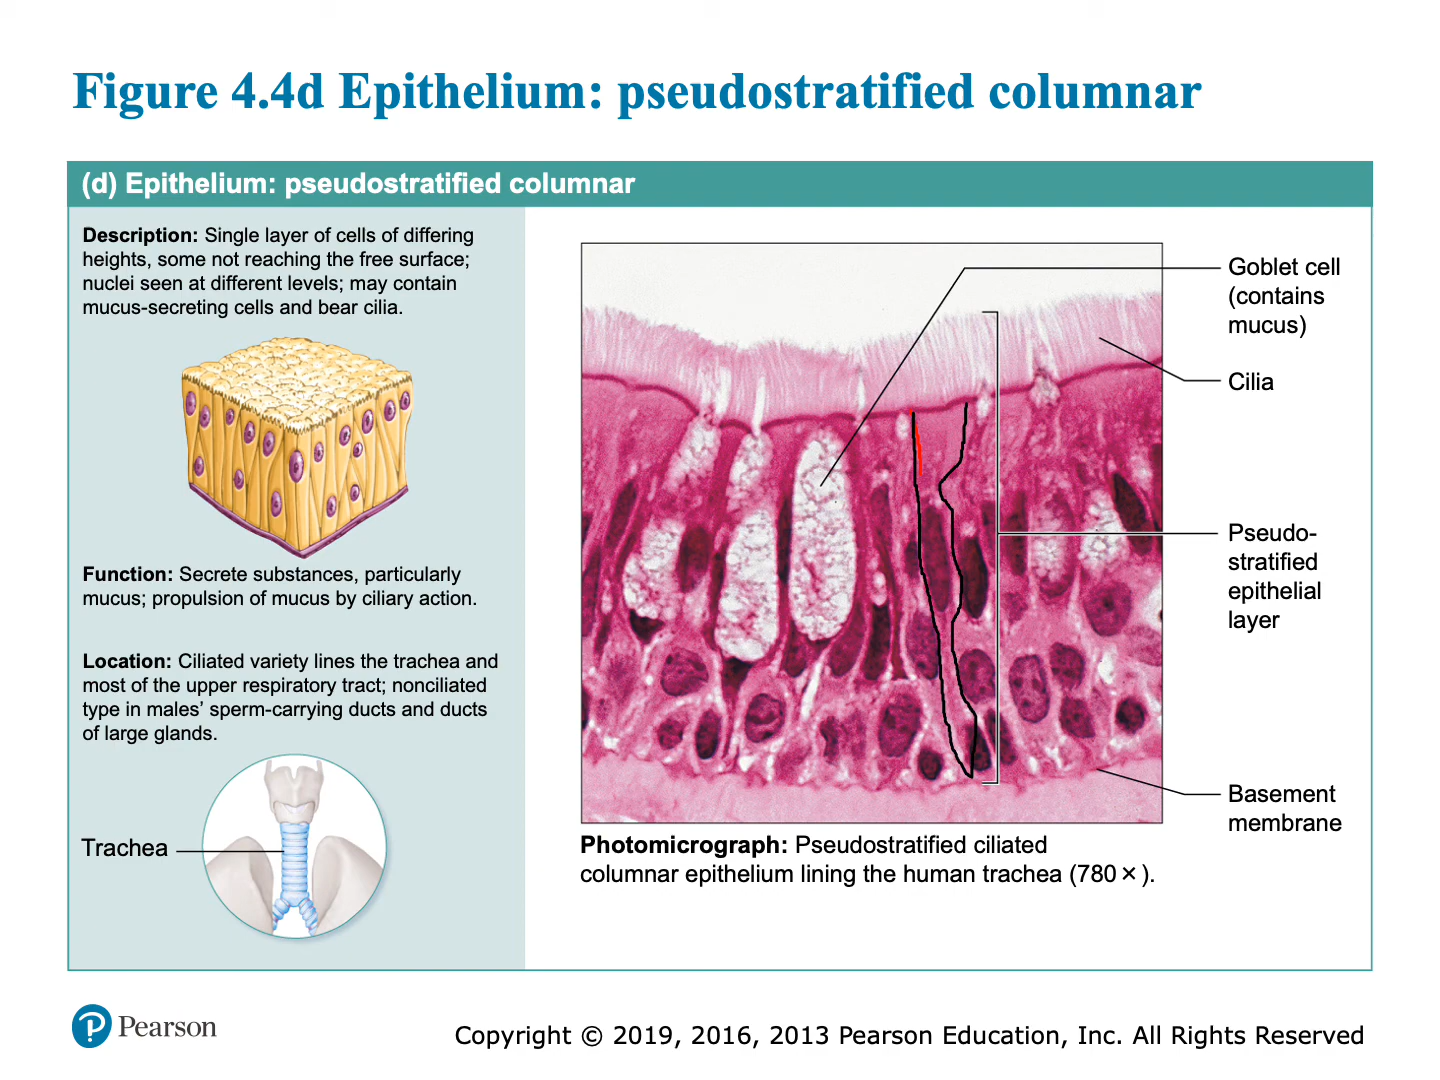 Figure 4.4d Epithelium: pseudostratified columnar
(d) Epithelium: pseudostratified columnar
Description: Single layer of cells of differing
heights, some not reaching the free surface;
nuclei seen at different levels; may contain
mucus-secreting cells and bear cilia.
Function: Secrete substances, particularly
mucus; propulsion of mucus by ciliary action.
Location: Ciliated variety lines the trachea and
most of the upper respiratory tract; nonciliated
type in males’ sperm-carrying ducts and ducts
of large glands.
Trachea
Goblet cell
(contains
mucus)
Cilia
Pseudo-
stratified
epithelial
layer
Basement
membrane
Photomicrograph: Pseudostratified ciliated
columnar epithelium lining the human trachea (780×).
P Pearson
Copyright © 2019, 2016, 2013 Pearson Education, Inc. All Rights Reserved